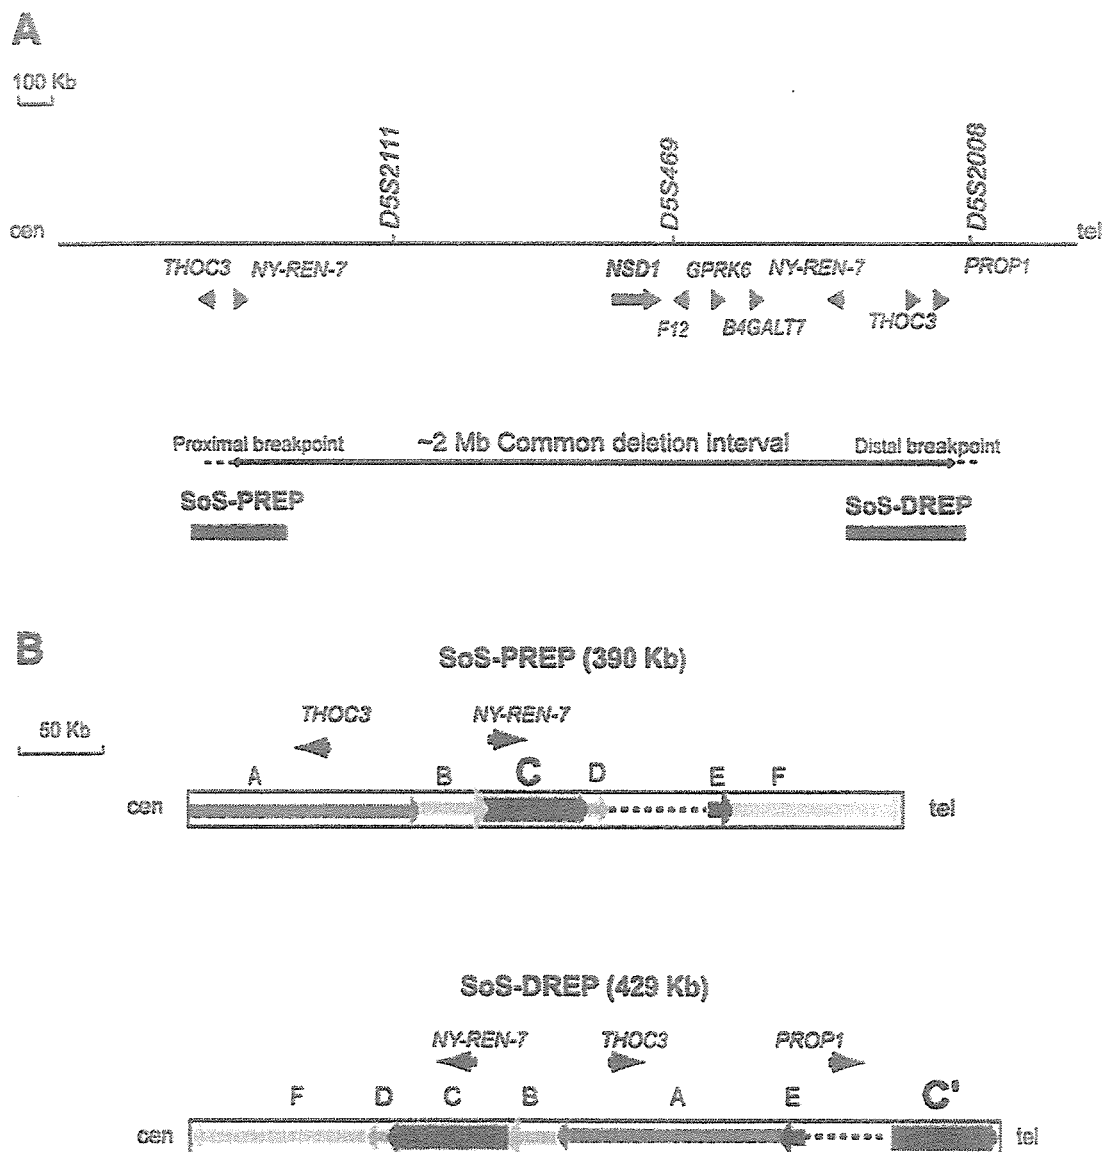 A
100 Kb
D5S2111
D5S469
D5S2008
cen
tel
THOC3 NY-REN-7 NSD1 GPRK6 NY-REN-7 PROP1
F12 B4GALT7 THOC3
Proximal breakpoint ~2 Mb Common deletion interval Distal breakpoint
SoS-PREP SoS-DREP
B
SoS-PREP (390 Kb)
50 Kb
THOC3 NY-REN-7
A B C D E F
cen tel
SoS-DREP (429 Kb)
NY-REN-7 THOC3 PROP1
F D C B A E C'
cen tel